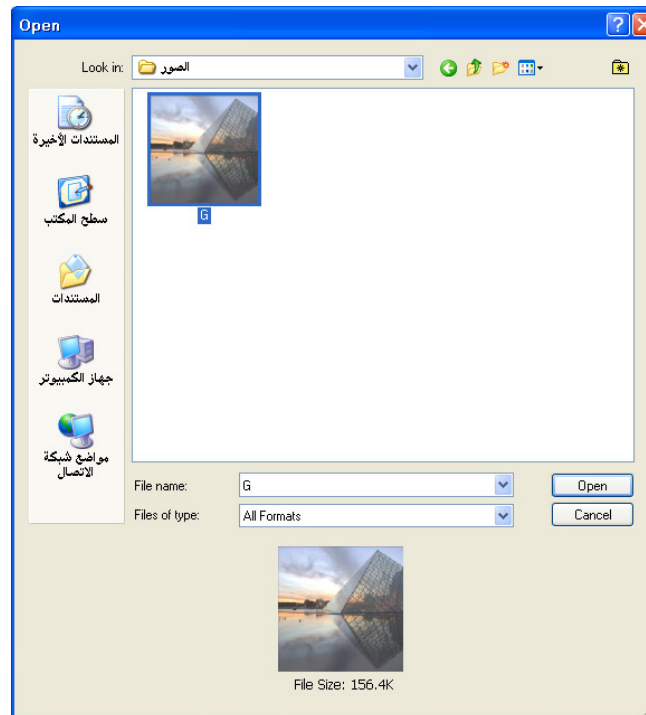 Open
Look in:
الصور
المستندات الأخيرة
سطح المكتب
المستندات
جهاز الكمبيوتر
مواضع شبكة
الاتصال
G
File name:
G
Open
Files of type:
All Formats
Cancel
File Size: 156.4K